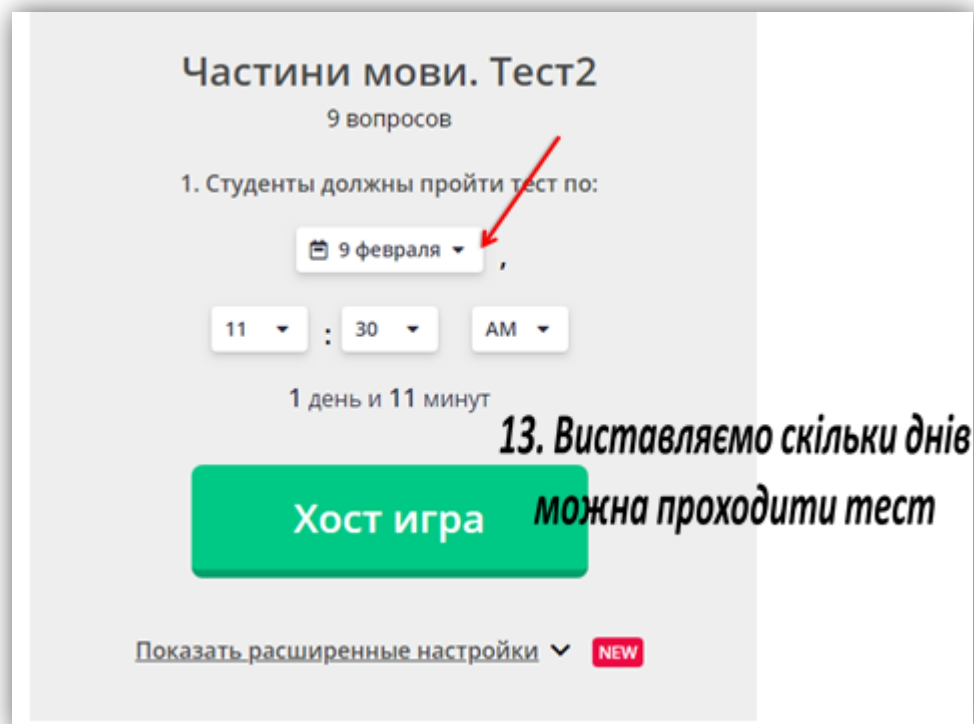 Частини мови. Тест2
9 вопросов
1. Студенты должны пройти тест по:
9 февраля ,
11 : 30 AM
1 день и 11 минут
13. Виставляємо скільки днів
можна проходити тест
Хост игра
Показать расширенные настройки NEW